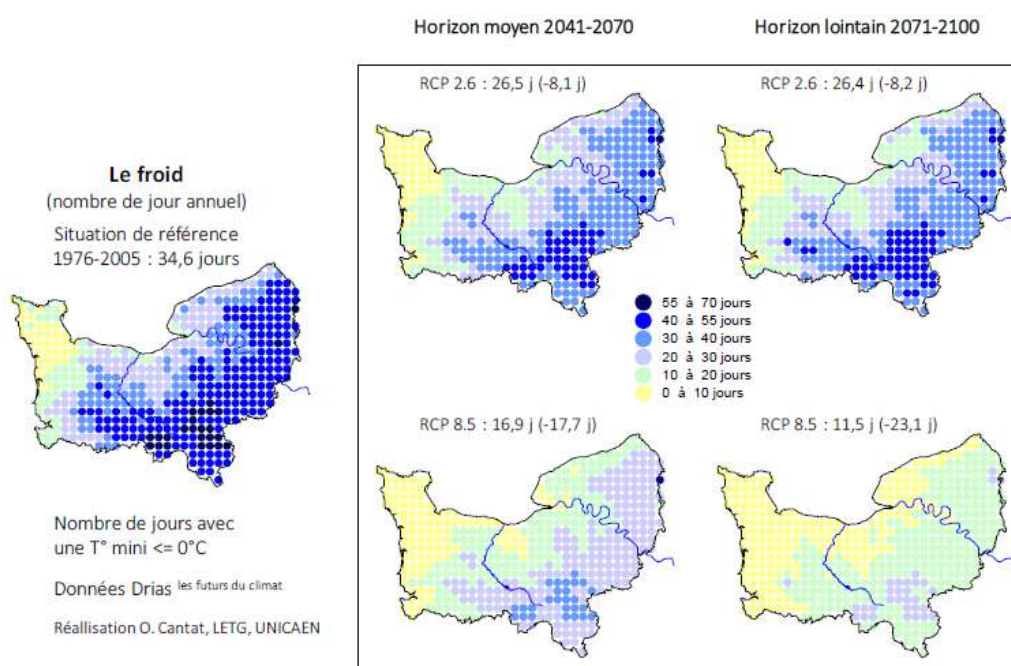 Horizon moyen 2041-2070
Horizon lointain 2071-2100
RCP 2.6 : 26,5 j (-8,1 j)
RCP 2.6 : 26,4 j (-8,2 j)
Le froid
(nombre de jour annuel)
Situation de référence
1976-2005 : 34,6 jours
55 à 70 jours
40 à 55 jours
30 à 40 jours
20 à 30 jours
10 à 20 jours
0 à 10 jours
RCP 8.5 : 16,9 j (-17,7 j)
RCP 8.5 : 11,5 j (-23,1 j)
Nombre de jours avec
une T° mini <= 0°C
Données Drias les futurs du climat
Réallisation O. Cantat, LETG, UNICAEN